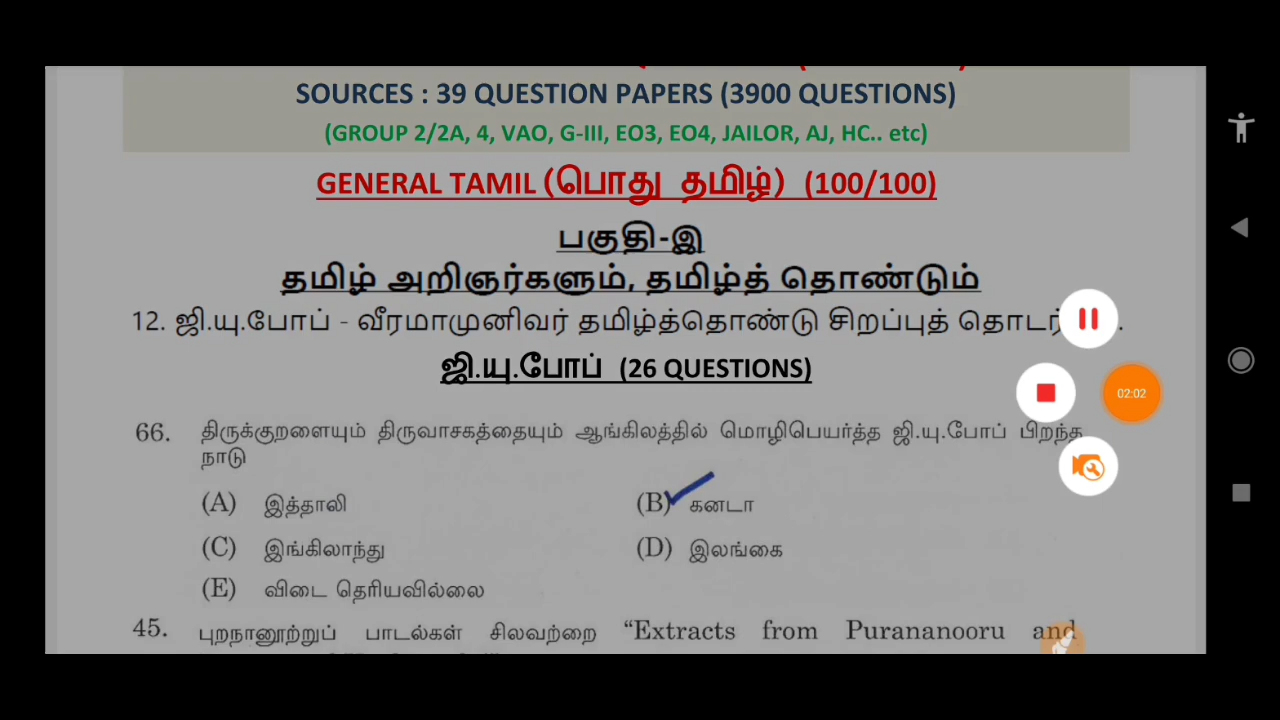 SOURCES : 39 QUESTION PAPERS (3900 QUESTIONS)
(GROUP 2/2A, 4, VAO, G-III, EO3, EO4, JAILOR, AJ, HC.. etc)
GENERAL TAMIL (பொது தமிழ்) (100/100)
பகுதி-இ
தமிழ் அறிஞர்களும், தமிழ்த் தொண்டும்
12. ஜி.யு.போப் - வீரமாமுனிவர் தமிழ்த்தொண்டு சிறப்புத்
ஜி.யு.போப் (26 QUESTIONS)
02:02
66. திருக்குறளையும் திருவாசகத்தையும் ஆங்கிலத்தில் மொழிபெயர்த்த ஜி.யு.போப் பிறந்த
நாடு
(A) இத்தாலி (B) கனடா
(C) இங்கிலாந்து (D) இலங்கை
(E) விடை தெரியவில்லை
45. புறநானூற்றுப் பாடல்கள் சிலவற்றை “Extracts from Purananooru and